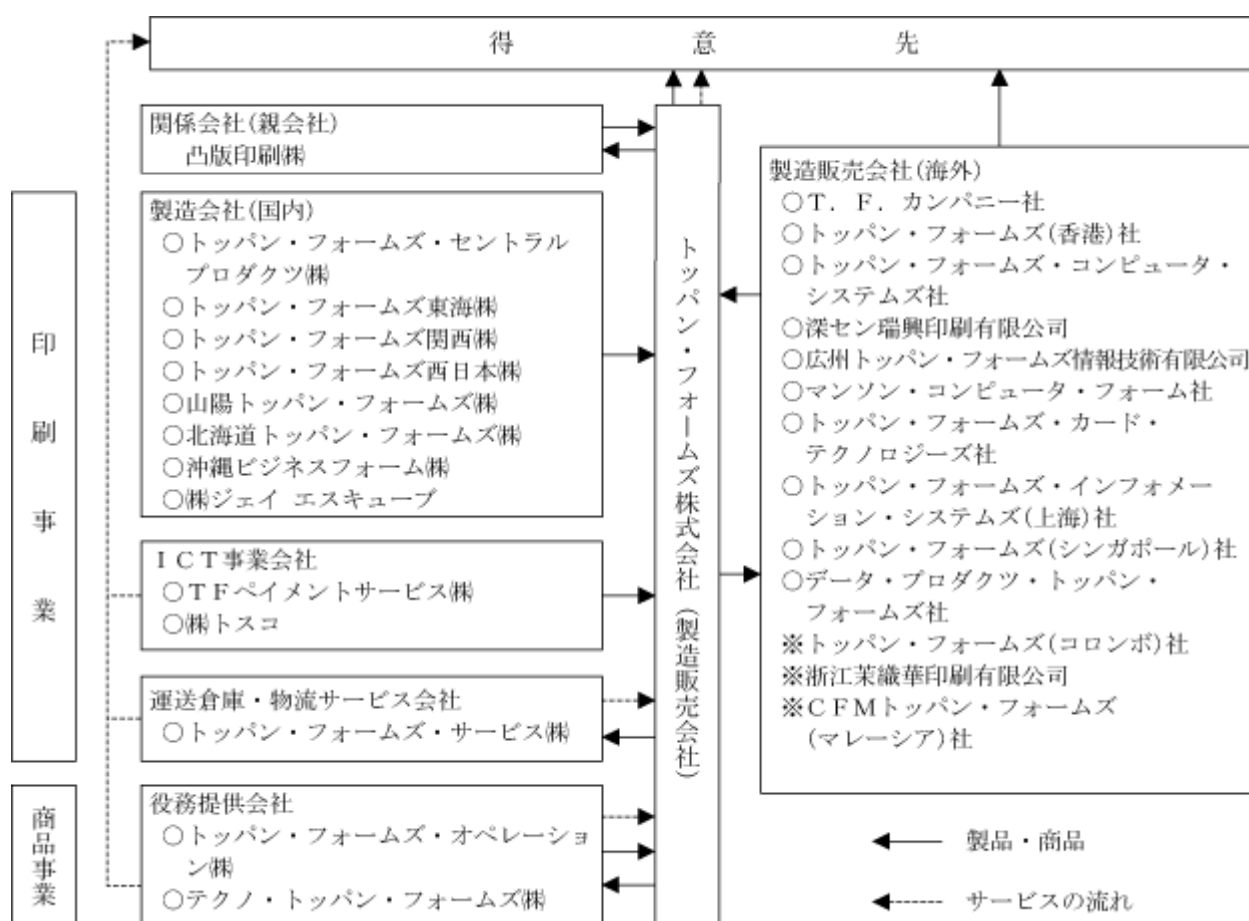 得意先
関係会社(親会社)
凸版印刷㈱
印刷事業
製造会社(国内)
○トッパン・フォームズ・セントラル
プロダクツ㈱
○トッパン・フォームズ東海㈱
○トッパン・フォームズ関西㈱
○トッパン・フォームズ西日本㈱
○山陽トッパン・フォームズ㈱
○北海道トッパン・フォームズ㈱
○沖縄ビジネスフォーム㈱
○㈱ジェイ エスキューブ
ＩＣＴ事業会社
○ＴＦペイメントサービス㈱
○㈱トスコ
運送倉庫・物流サービス会社
○トッパン・フォームズ・サービス㈱
商品事業
役務提供会社
○トッパン・フォームズ・オペレーショ
ン㈱
○テクノ・トッパン・フォームズ㈱
トッパン・フォームズ株式会社(製造販売会社)
製造販売会社(海外)
○Ｔ．Ｆ．カンパニー社
○トッパン・フォームズ(香港)社
○トッパン・フォームズ・コンピュータ・
システムズ社
○深セン瑞興印刷有限公司
○広州トッパン・フォームズ情報技術有限公司
○マンソン・コンピュータ・フォーム社
○トッパン・フォームズ・カード・
テクノロジーズ社
○トッパン・フォームズ・インフォメー
ション・システムズ(上海)社
○トッパン・フォームズ(シンガポール)社
○データ・プロダクツ・トッパン・
フォームズ社
※トッパン・フォームズ(コロンボ)社
※浙江茉織華印刷有限公司
※ＣＦＭトッパン・フォームズ
(マレーシア)社
製品・商品
サービスの流れ